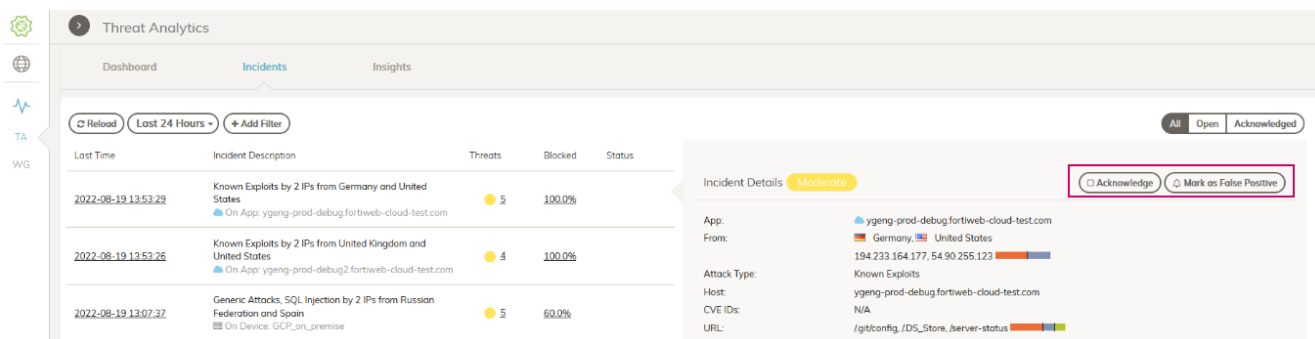 Threat Analytics
Dashboard Incidents Insights
TA
WG
Reload Last 24 Hours + Add Filter All Open Acknowledged
Last Time Incident Description Threats Blocked Status
2022-08-19 13:53:29
Known Exploits by 2 IPs from Germany and United
States
On App: ygeng-prod-debug.fortiweb-cloud-test.com
5 100.0%
2022-08-19 13:53:26
Known Exploits by 2 IPs from United Kingdom and
United States
On App: ygeng-prod-debug2.fortiweb-cloud-test.com
4 100.0%
2022-08-19 13:07:37
Generic Attacks, SQL Injection by 2 IPs from Russian
Federation and Spain
On Device: GCP_on_premise
5 60.0%
Incident Details Moderate Acknowledge Mark as False Positive
App: ygeng-prod-debug.fortiweb-cloud-test.com
From: Germany, United States
194.233.164.177, 54.90.255.123
Attack Type: Known Exploits
Host: ygeng-prod-debug.fortiweb-cloud-test.com
CVE IDs: N/A
URL: /.git/config, /.DS_Store, /server-status